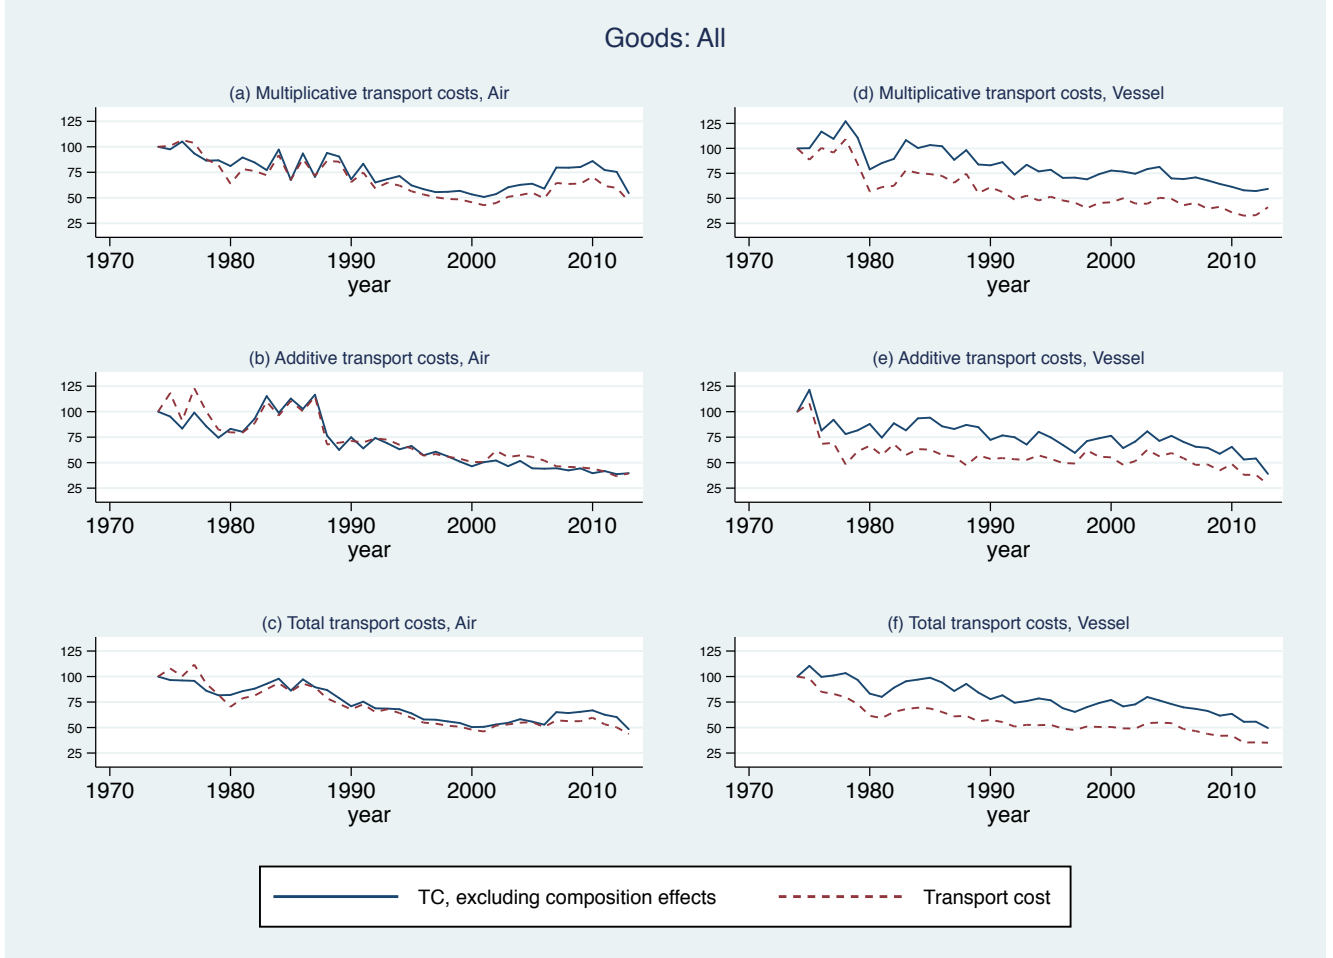 Goods: All
(a) Multiplicative transport costs, Air
125
100
75
50
25
1970 1980 1990 2000 2010
year
(d) Multiplicative transport costs, Vessel
125
100
75
50
25
1970 1980 1990 2000 2010
year
(b) Additive transport costs, Air
125
100
75
50
25
1970 1980 1990 2000 2010
year
(e) Additive transport costs, Vessel
125
100
75
50
25
1970 1980 1990 2000 2010
year
(c) Total transport costs, Air
125
100
75
50
25
1970 1980 1990 2000 2010
year
(f) Total transport costs, Vessel
125
100
75
50
25
1970 1980 1990 2000 2010
year
TC, excluding composition effects Transport cost